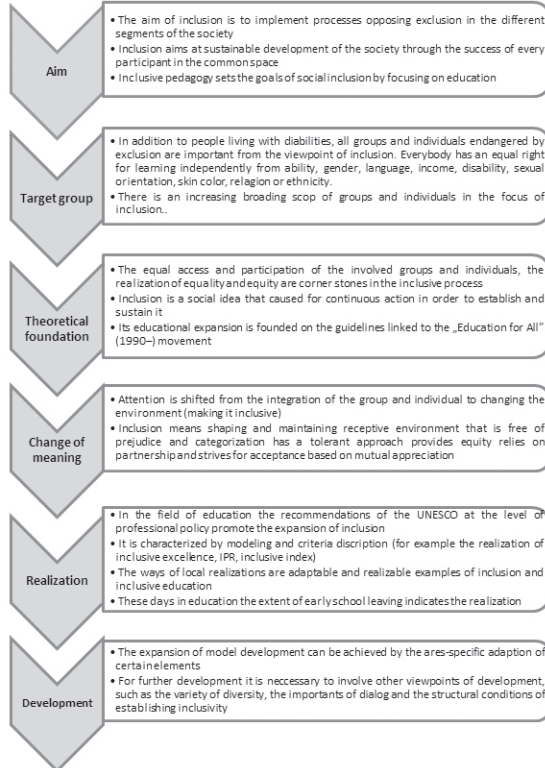 Aim
• The aim of inclusion is to implement processes opposing exclusion in the different
segments of the society
• Inclusion aims at sustainable development of the society through the success of every
participant in the common space
• Inclusive pedagogy sets the goals of social inclusion by focusing on education
Target group
• In addition to people living with disabilities, all groups and individuals endangered by
exclusion are important from the viewpoint of inclusion. Everybody has an equal right
for learning independently from ability, gender, language, income, disability, sexual
orientation, skin color, relagion or ethnicity.
• There is an increasing broading scop of groups and individuals in the focus of
inclusion..
Theoretical
foundation
• The equal access and participation of the involved groups and individuals, the
realization of equality and equity are corner stones in the inclusive process
• Inclusion is a social idea that caused for continuous action in order to establish and
sustain it
• Its educational expansion is founded on the guidelines linked to the „Education for All”
(1990–) movement
Change of
meaning
• Attention is shifted from the integration of the group and individual to changing the
environment (making it inclusive)
• Inclusion means shaping and maintaining receptive environment that is free of
prejudice and categorization has a tolerant approach provides equity relies on
partnership and strives for acceptance based on mutual appreciation
Realization
• In the field of education the recommendations of the UNESCO at the level of
professional policy promote the expansion of inclusion
• It is characterized by modeling and criteria discription (for example the realization of
inclusive excellence, IPR, inclusive index)
• The ways of local realizations are adaptable and realizable examples of inclusion and
inclusive education
• These days in education the extent of early school leaving indicates the realization
Development
• The expansion of model development can be achieved by the ares-specific adaption of
certain elements
• For further development it is neccessary to involve other viewpoints of development,
such as the variety of diversity, the importants of dialog and the structural conditions of
establishing inclusivity